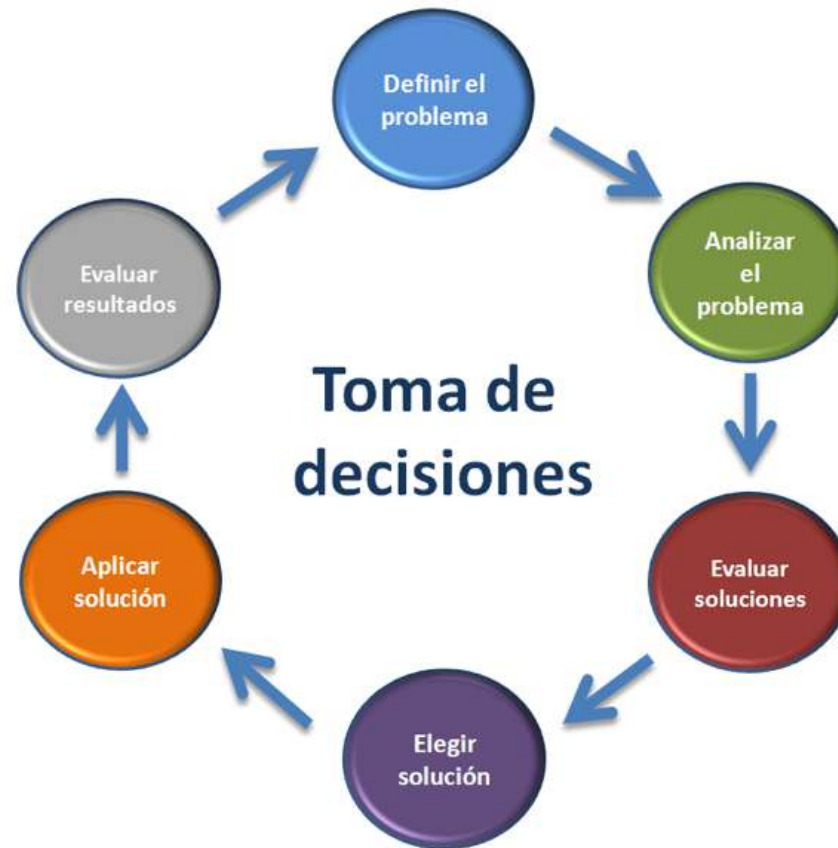 Definir el
problema
Analizar
el
problema
Evaluar
soluciones
Elegir
solución
Aplicar
solución
Evaluar
resultados
Toma de
decisiones